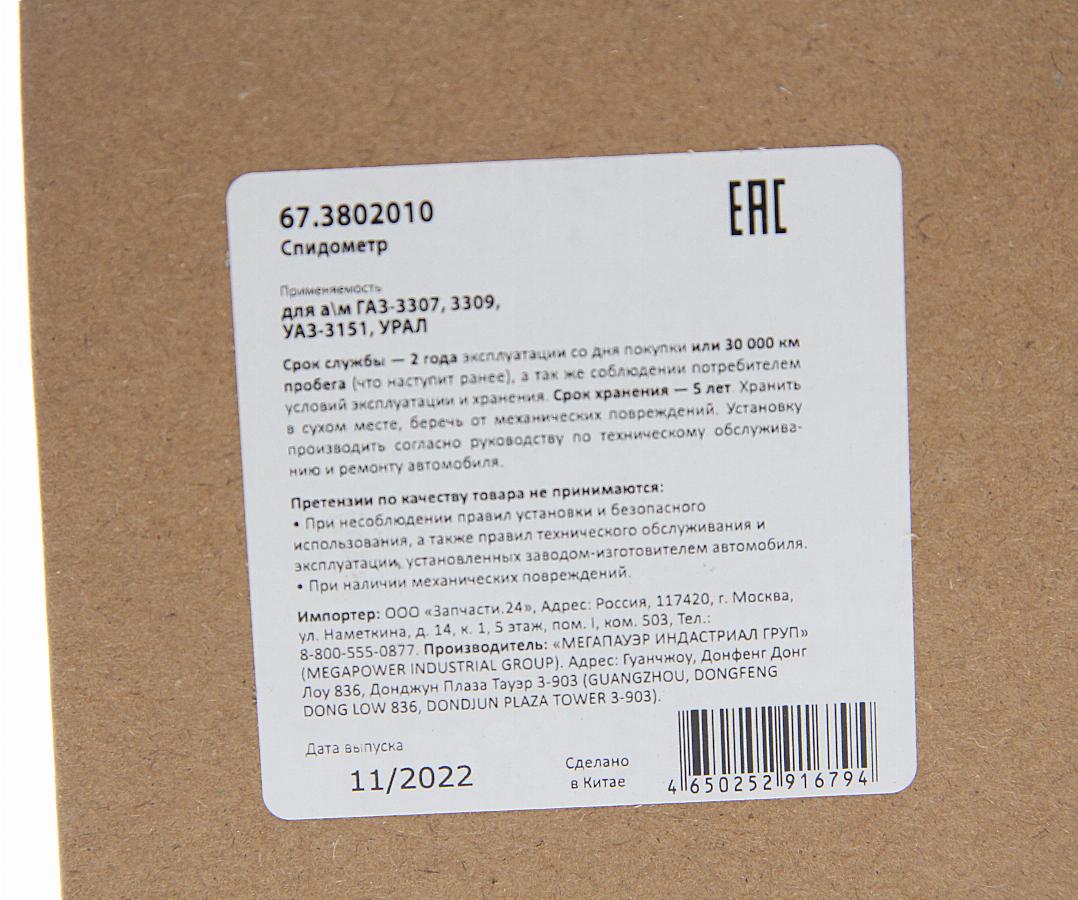 67.3802010
EAC
Спидометр
Применяемость
для а\м ГАЗ-3307, 3309,
УАЗ-3151, УРАЛ
Срок службы — 2 года эксплуатации со дня покупки или 30 000 км
пробега (что наступит ранее), а так же соблюдении потребителем
условий эксплуатации и хранения. Срок хранения — 5 лет. Хранить
в сухом месте, беречь от механических повреждений. Установку
производить согласно руководству по техническому обслужива-
нию и ремонту автомобиля.
Претензии по качеству товара не принимаются:
• При несоблюдении правил установки и безопасного
использования, а также правил технического обслуживания и
эксплуатации, установленных заводом-изготовителем автомобиля.
• При наличии механических повреждений.
Импортер: ООО «Запчасти.24», Адрес: Россия, 117420, г. Москва,
ул. Наметкина, д. 14, к. 1, 5 этаж, пом. I, ком. 503, Тел.:
8-800-555-0877. Производитель: «МЕГАПАУЭР ИНДАСТРИАЛ ГРУП»
(MEGAPOWER INDUSTRIAL GROUP). Адрес: Гуанчжоу, Донфенг Донг
Лоу 836, Донджун Плаза Тауэр 3-903 (GUANGZHOU, DONGFENG
DONG LOW 836, DONDJUN PLAZA TOWER 3-903).
Дата выпуска
11/2022
Сделано
в Китае
4 650252 916794